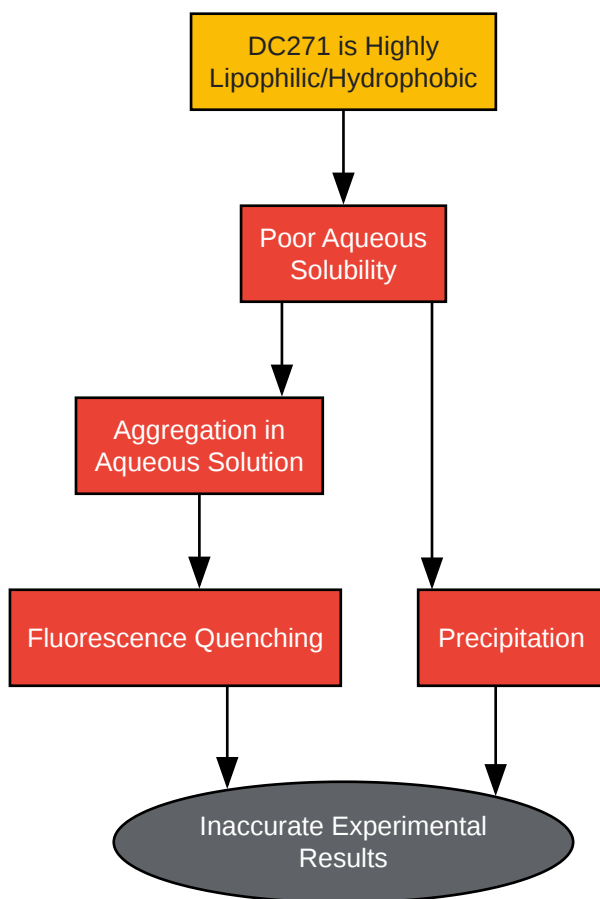 DC271 is Highly
Lipophilic/Hydrophobic
Poor Aqueous
Solubility
Aggregation in
Aqueous Solution
Fluorescence Quenching
Precipitation
Inaccurate Experimental
Results